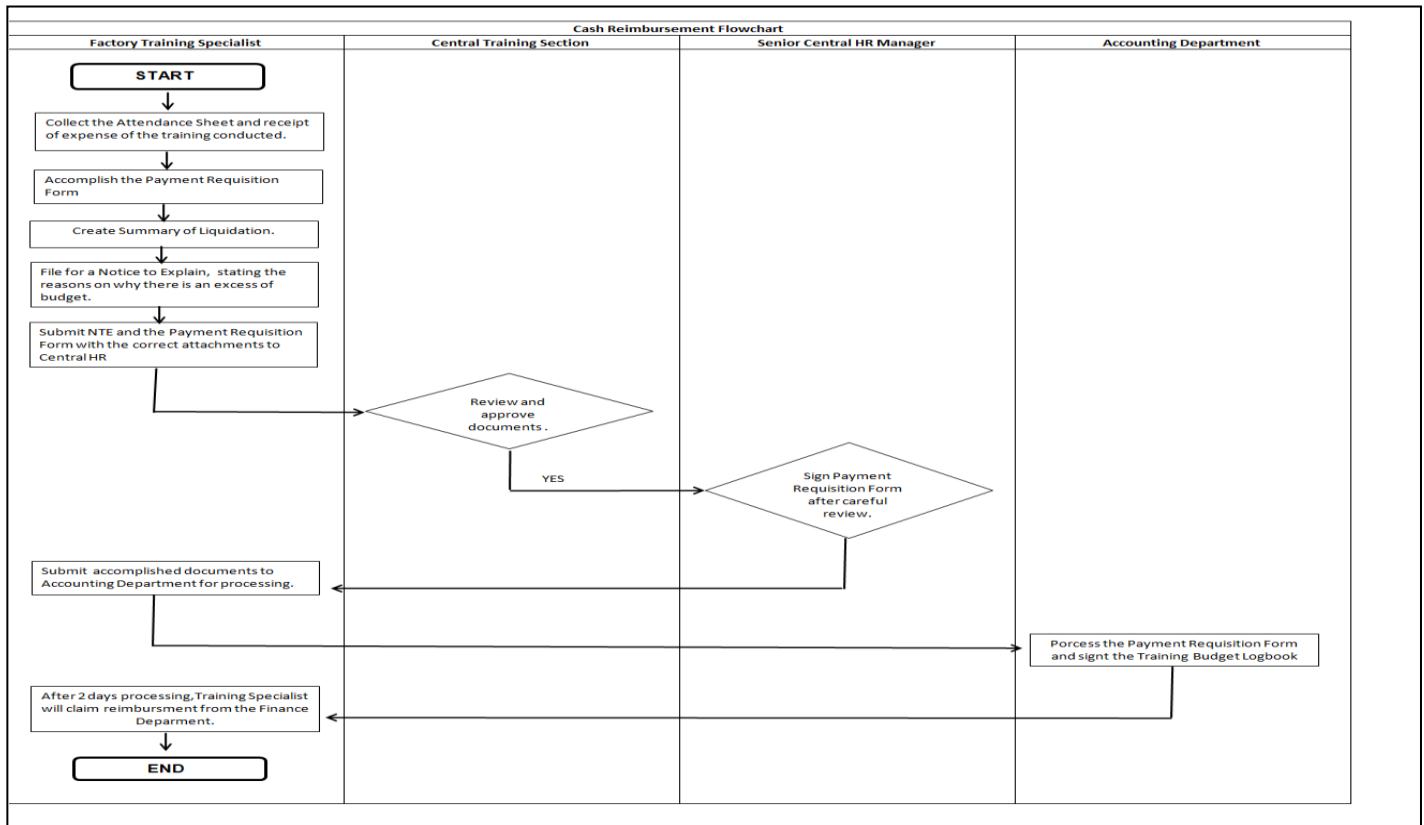 Cash Reimbursement Flowchart
Factory Training Specialist
Central Training Section
Senior Central HR Manager
Accounting Department
START
Collect the Attendance Sheet and receipt
of expense of the training conducted.
Accomplish the Payment Requisition
Form
Create Summary of Liquidation.
File for a Notice to Explain, stating the
reasons on why there is an excess of
budget.
Submit NTE and the Payment Requisition
Form with the correct attachments to
Central HR
Review and
approve
documents .
YES
Sign Payment
Requisition Form
after careful
review.
Submit accomplished documents to
Accounting Department for processing.
Porcess the Payment Requisition Form
and signt the Training Budget Logbook
After 2 days processing,Training Specialist
will claim reimbursment from the Finance
Deparment.
END